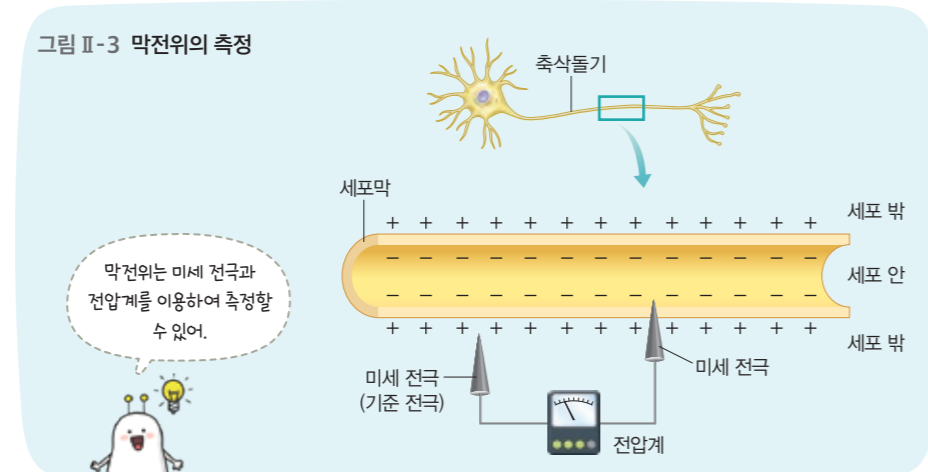 그림 Ⅱ-3 막전위의 측정
축삭돌기
세포막
+ + + + + + + + + + + + +
세포 밖
− − − − − − − − − − − − −
세포 안
− − − − − − − − − − − − −
+ + + + + + + + + + + + +
세포 밖
막전위는 미세 전극과
전압계를 이용하여 측정할
수 있어.
미세 전극
(기준 전극)
미세 전극
전압계